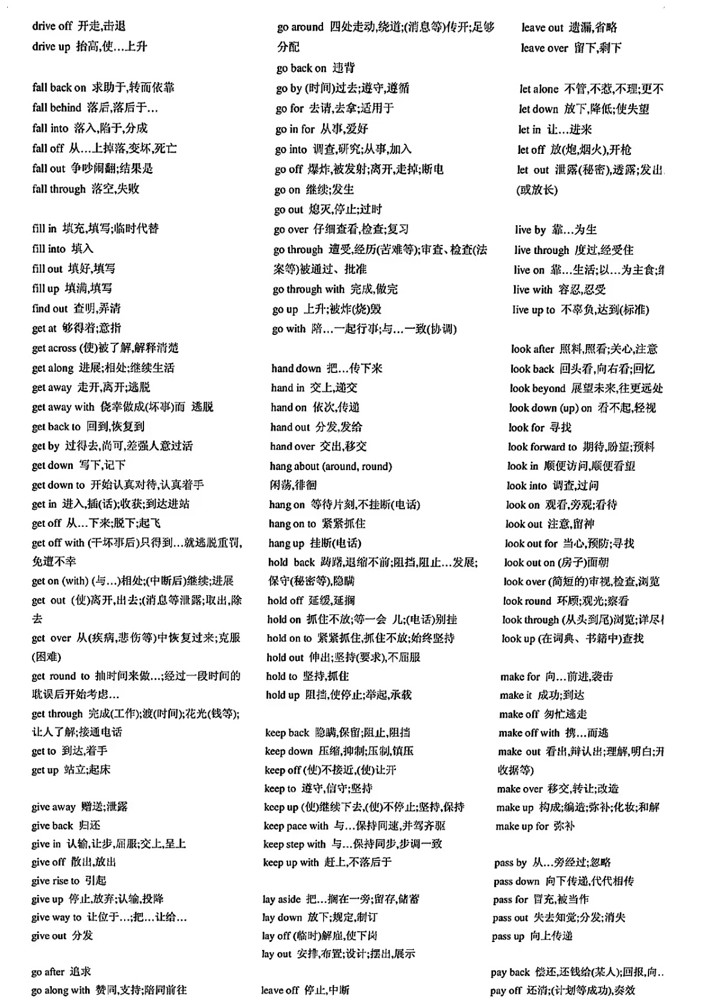 drive off 开走,击退
drive up 抬高,使…上升
fall back on 求助于,转而依靠
fall behind 落后,落后于…
fall into 落入,陷于,分成
fall off 从…上掉落,变坏,死亡
fall out 争吵闹翻;结果是
fall through 落空,失败
fill in 填充,填写;临时代替
fill into 填入
fill out 填好,填写
fill up 填满,填写
find out 查明,弄清
get at 够得着;意指
get across (使)被了解,解释清楚
get along 进展;相处;继续生活
get away 走开,离开;逃脱
get away with 侥幸做成(坏事)而 逃脱
get back to 回到,恢复到
get by 过得去,尚可,差强人意过活
get down 写下,记下
get down to 开始认真对待,认真着手
get in 进入,插(话);收获;到达进站
get off 从…下来;脱下;起飞
get off with (干坏事后)只得到…就逃脱重罚,
免遭不幸
get on (with) (与…)相处;(中断后)继续;进展
get out (使)离开,出去;(消息等泄露;取出,除
去
get over 从(疾病,悲伤等)中恢复过来;克服
(困难)
get round to 抽时间来做…;经过一段时间的
耽误后开始考虑…
get through 完成(工作);渡(时间);花光(钱等);
让人了解;接通电话
get to 到达,着手
get up 站立;起床
give away 赠送;泄露
give back 归还
give in 认输,让步,屈服;交上,呈上
give off 散出,放出
give rise to 引起
give up 停止,放弃;认输,投降
give way to 让位于…;把…让给…
give out 分发
go after 追求
go along with 赞同,支持;陪同前往
go around 四处走动,绕道;(消息等)传开;足够
分配
go back on 违背
go by (时间)过去;遵守,遵循
go for 去请,去拿;适用于
go in for 从事,爱好
go into 调查,研究;从事,加入
go off 爆炸,被发射;离开,走掉;断电
go on 继续;发生
go out 熄灭,停止;过时
go over 仔细查看,检查;复习
go through 遭受,经历(苦难等);审查、检查(法
案等)被通过、批准
go through with 完成,做完
go up 上升;被炸(烧)毁
go with 陪…一起行事;与…一致(协调)
hand down 把…传下来
hand in 交上,递交
hand on 依次,传递
hand out 分发,发给
hand over 交出,移交
hang about (around, round)
闲荡,徘徊
hang on 等待片刻,不挂断(电话)
hang on to 紧紧抓住
hang up 挂断(电话)
hold back 踌躇,退缩不前;阻挡,阻止…发展;
保守(秘密等),隐瞒
hold off 延缓,延搁
hold on 抓住不放;等一会 儿;(电话)别挂
hold on to 紧紧抓住,抓住不放;始终坚持
hold out 伸出;坚持(要求),不屈服
hold to 坚持,抓住
hold up 阻挡,使停止;举起,承载
keep back 隐瞒,保留;阻止,阻挡
keep down 压缩,抑制;压制,镇压
keep off (使)不接近,(使)让开
keep to 遵守,信守;坚持
keep up (使)继续下去,(使)不停止;坚持,保持
keep pace with 与…保持同速,并驾齐驱
keep step with 与…保持同步,步调一致
keep up with 赶上,不落后于
lay aside 把…搁在一旁;留存,储蓄
lay down 放下;规定,制订
lay off (临时)解雇,使下岗
lay out 安排,布置;设计;摆出,展示
leave off 停止,中断
leave out 遗漏,省略
leave over 留下,剩下
let alone 不管,不惹,不理;更不
let down 放下,降低;使失望
let in 让…进来
let off 放(炮,烟火),开枪
let out 泄露(秘密),透露;发出
(或放长)
live by 靠…为生
live through 度过,经受住
live on 靠…生活;以…为主食;
live with 容忍,忍受
live up to 不辜负,达到(标准)
look after 照料,照看;关心,注意
look back 回头看,向右看;回忆
look beyond 展望未来,往更远处
look down (up) on 看不起,轻视
look for 寻找
look forward to 期待,盼望;预料
look in 顺便访问,顺便看望
look into 调查,过问
look on 观看,旁观;看待
look out 注意,留神
look out for 当心,预防;寻找
look out on (房子)面朝
look over (简短的)审视,检查,浏览
look round 环顾;观光;察看
look through (从头到尾)浏览;详尽
look up (在词典、书籍中)查找
make for 向…前进,袭击
make it 成功;到达
make off 匆忙逃走
make off with 携…而逃
make out 看出,辩认出;理解,明白;开
收据等)
make over 移交,转让;改造
make up 构成;编造;弥补;化妆;和解
make up for 弥补
pass by 从…旁经过;忽略
pass down 向下传递,代代相传
pass for 冒充,被当作
pass out 失去知觉;分发;消失
pass up 向上传递
pay back 偿还,还钱给(某人);回报,向..
pay off 还清;(计划等成功),奏效